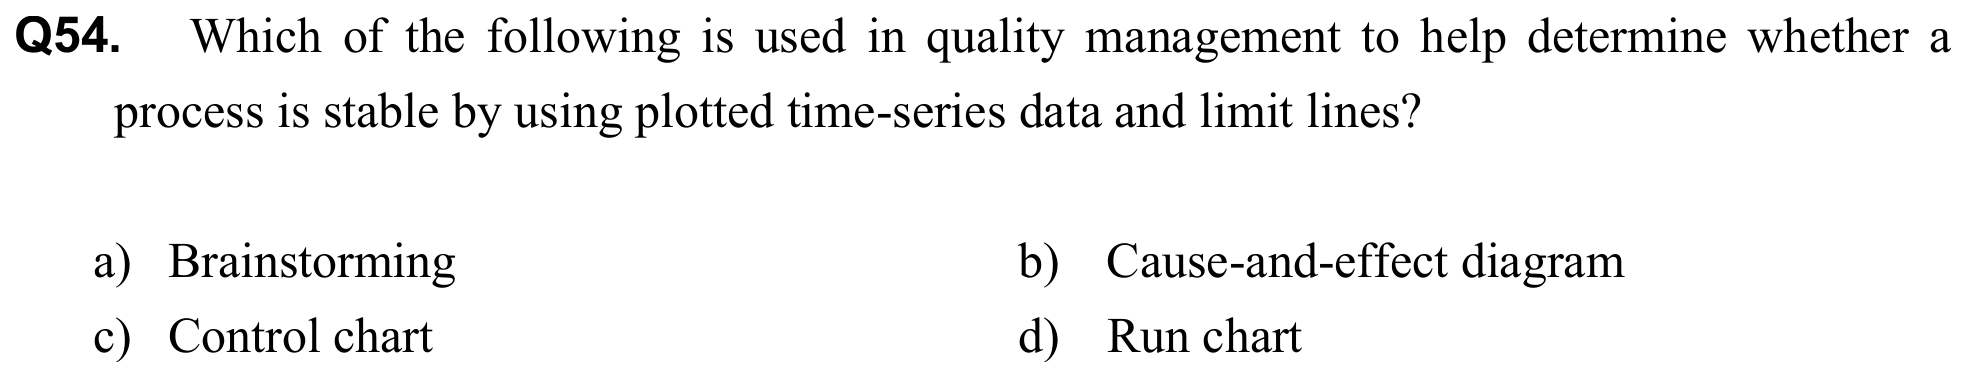 Q54. Which of the following is used in quality management to help determine whether a
process is stable by using plotted time-series data and limit lines?
a) Brainstorming b) Cause-and-effect diagram
c) Control chart d) Run chart